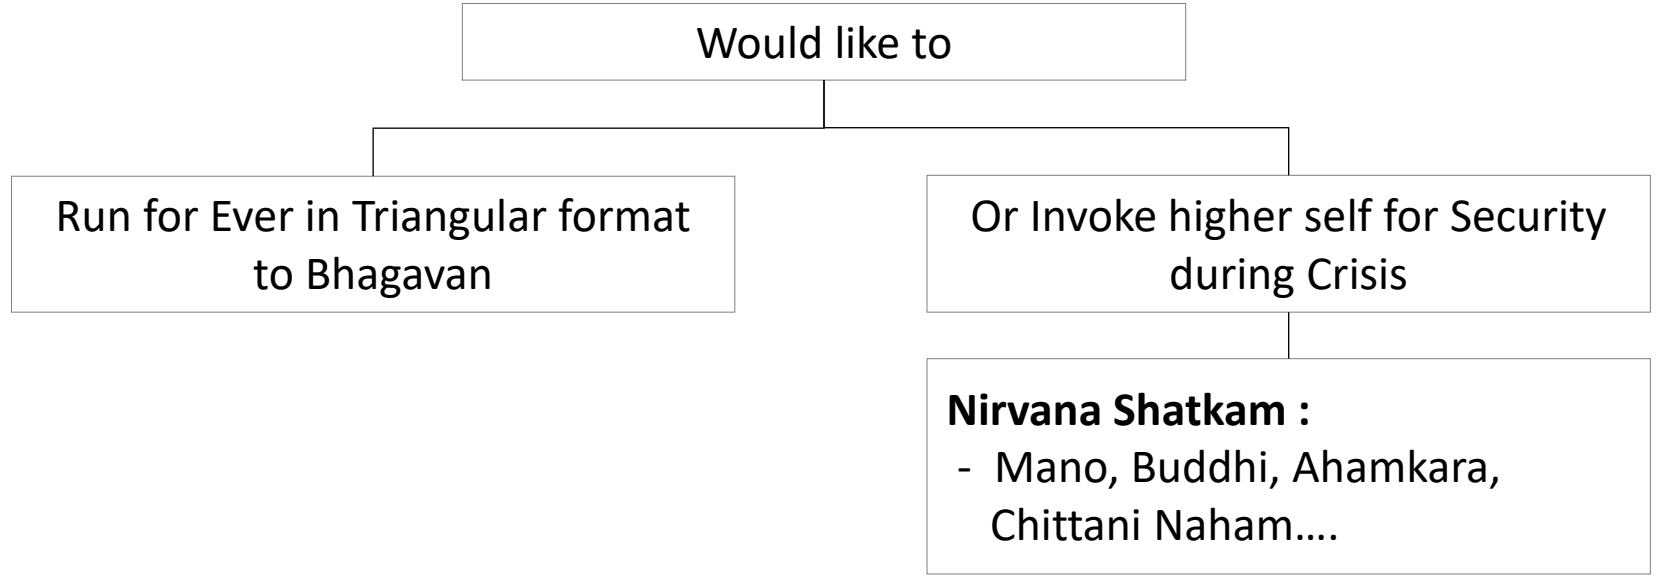 Would like to
Run for Ever in Triangular format
to Bhagavan
Or Invoke higher self for Security
during Crisis
Nirvana Shatkam :
- Mano, Buddhi, Ahamkara,
Chittani Naham....